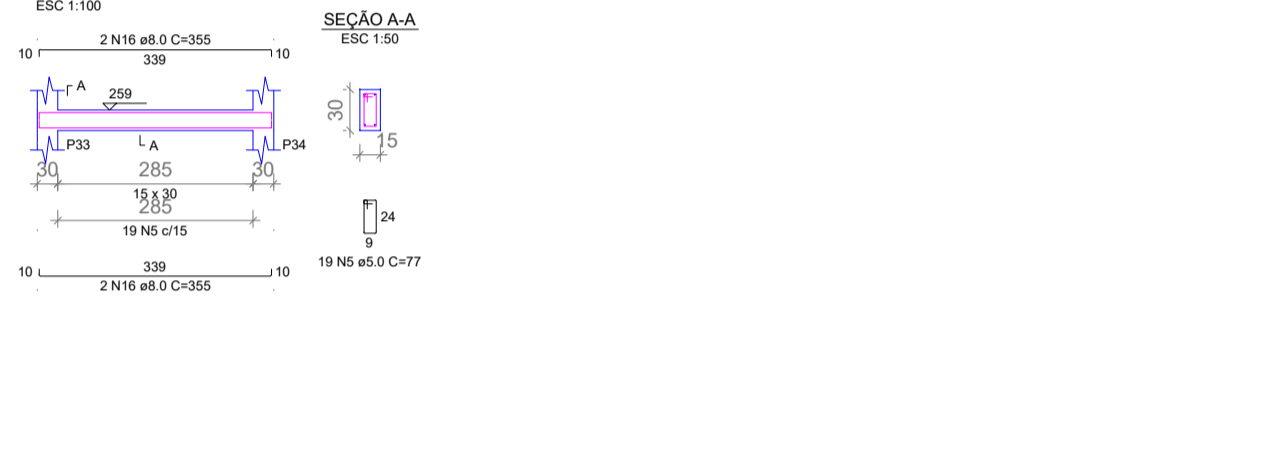 ESC 1:100
SEÇÃO A-A
ESC 1:50
2 N16 ø8.0 C=355
10
339
10
A
259
30
15
P33
A
P34
30
285
30
15 x 30
285
19 N5 c/15
24
9
19 N5 ø5.0 C=77
10
339
10
2 N16 ø8.0 C=355